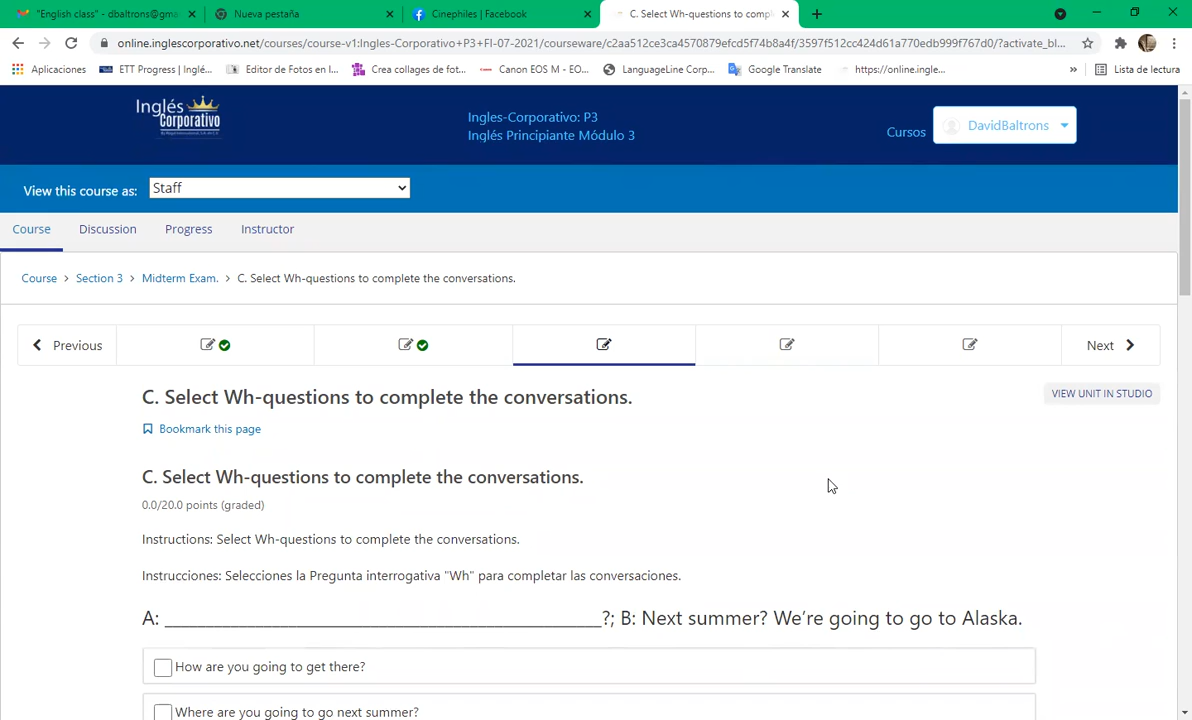 "English class" - dbaltrons@gma
Nueva pestaña
Cinephiles | Facebook
C. Select Wh-questions to compl
online.inglescorporativo.net/courses/course-v1:Ingles-Corporativo+P3+FI-07-2021/courseware/c2aa512ce3ca4570879efcd5f74b8a4f/3597f512cc424d61a770edb999f767d0/?activate_bl...
Aplicaciones
ETT Progress | Inglé...
Editor de Fotos en l...
Crea collages de fot...
Canon EOS M - EO...
LanguageLine Corp...
Google Translate
https://online.ingle...
»
Lista de lectura
Inglés
Corporativo
Ingles-Corporativo: P3
Inglés Principiante Módulo 3
Cursos
DavidBaltrons
View this course as:
Staff
Course
Discussion
Progress
Instructor
Course > Section 3 > Midterm Exam. > C. Select Wh-questions to complete the conversations.
Previous
Next
C. Select Wh-questions to complete the conversations.
VIEW UNIT IN STUDIO
Bookmark this page
C. Select Wh-questions to complete the conversations.
0.0/20.0 points (graded)
Instructions: Select Wh-questions to complete the conversations.
Instrucciones: Selecciones la Pregunta interrogativa "Wh" para completar las conversaciones.
A: ________________________________________?; B: Next summer? We're going to go to Alaska.
How are you going to get there?
Where are you going to go next summer?